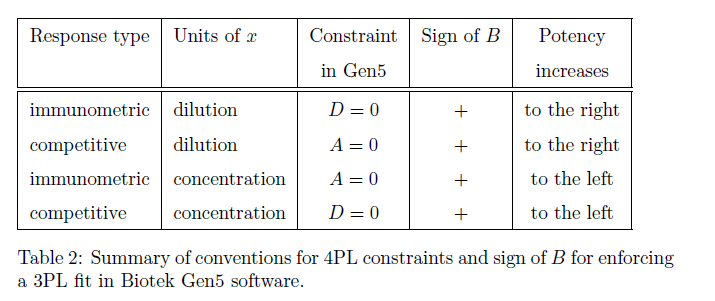 Response type Units of x Constraint Sign of B Potency
in Gen5 increases
immunometric dilution D = 0 + to the right
competitive dilution A = 0 + to the right
immunometric concentration A = 0 + to the left
competitive concentration D = 0 + to the left
Table 2: Summary of conventions for 4PL constraints and sign of B for enforcing
a 3PL fit in Biotek Gen5 software.